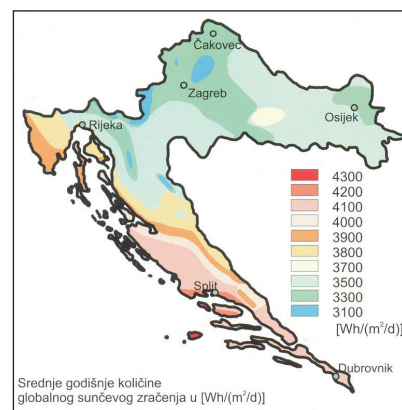 Čakovec
Zagreb
Rijeka
Osijek
4300
4200
4100
4000
3900
3800
3700
3500
3300
3100
[Wh/(m²/d)]
Split
Dubrovnik
Srednje godišnje količine
globalnog sunčevog zračenja u [Wh/(m²/d)]